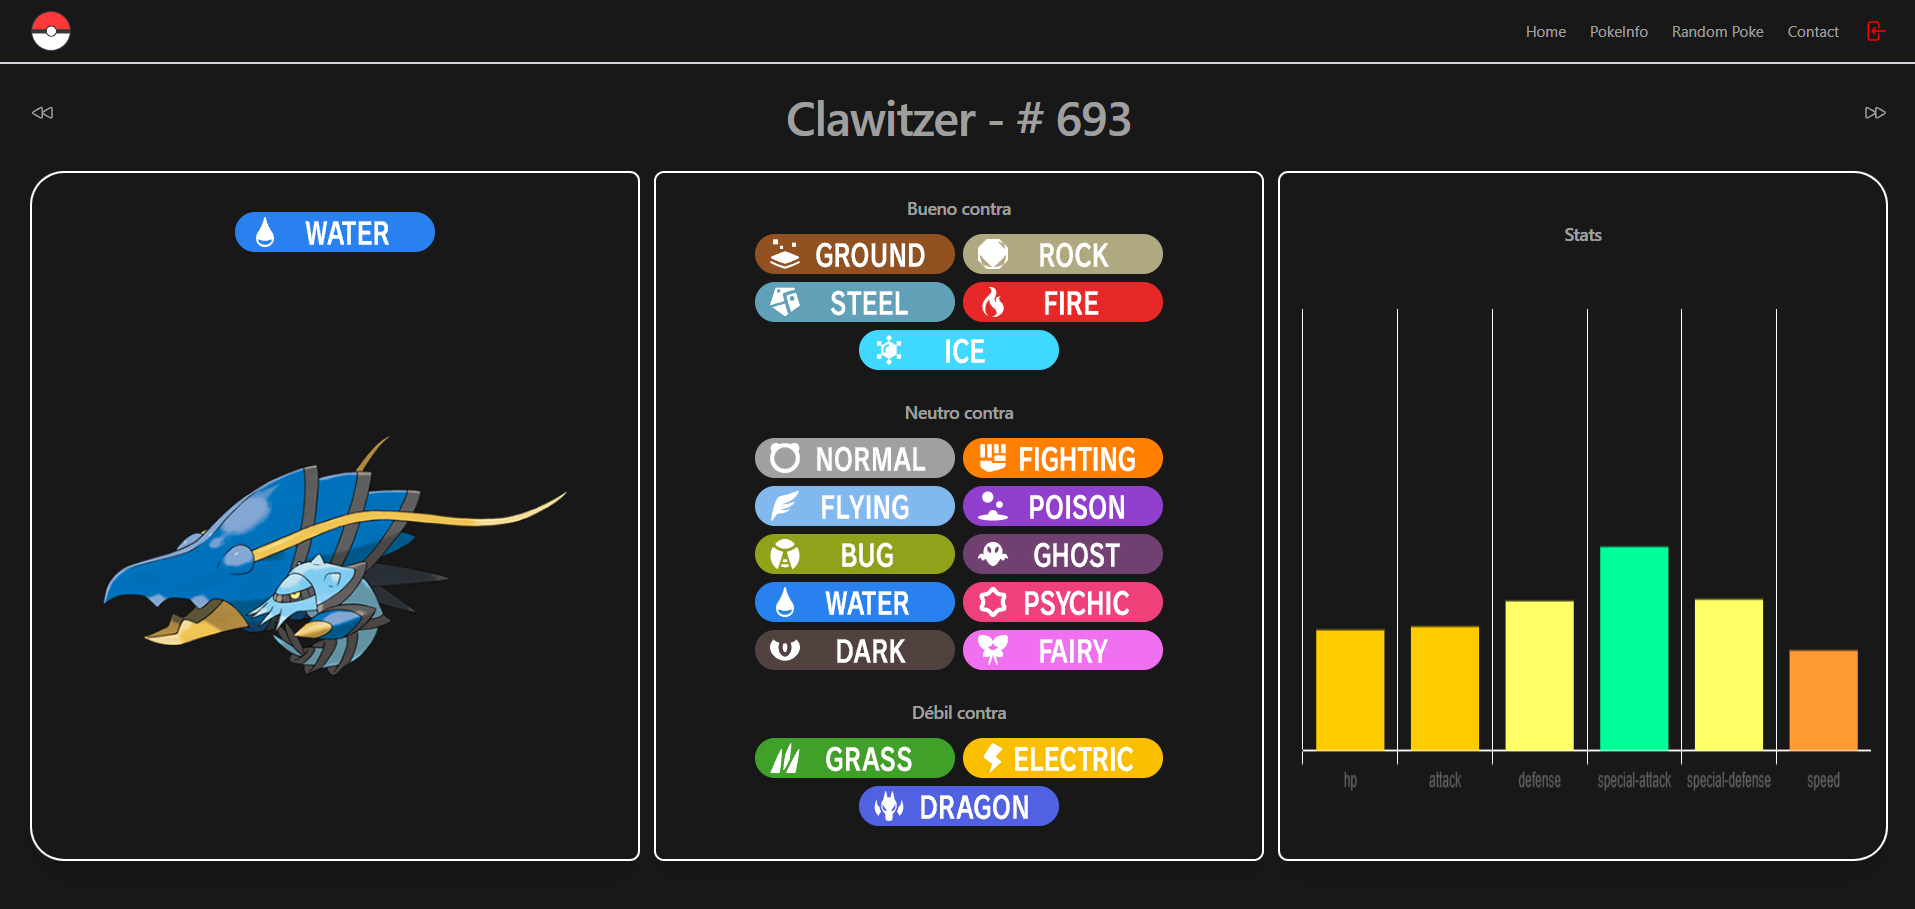 Home PokeInfo Random Poke Contact
Clawitzer - # 693
WATER
Bueno contra
GROUND ROCK
STEEL FIRE
ICE
Neutro contra
NORMAL FIGHTING
FLYING POISON
BUG GHOST
WATER PSYCHIC
DARK FAIRY
Débil contra
GRASS ELECTRIC
DRAGON
Stats
hp attack defense special-attack special-defense speed